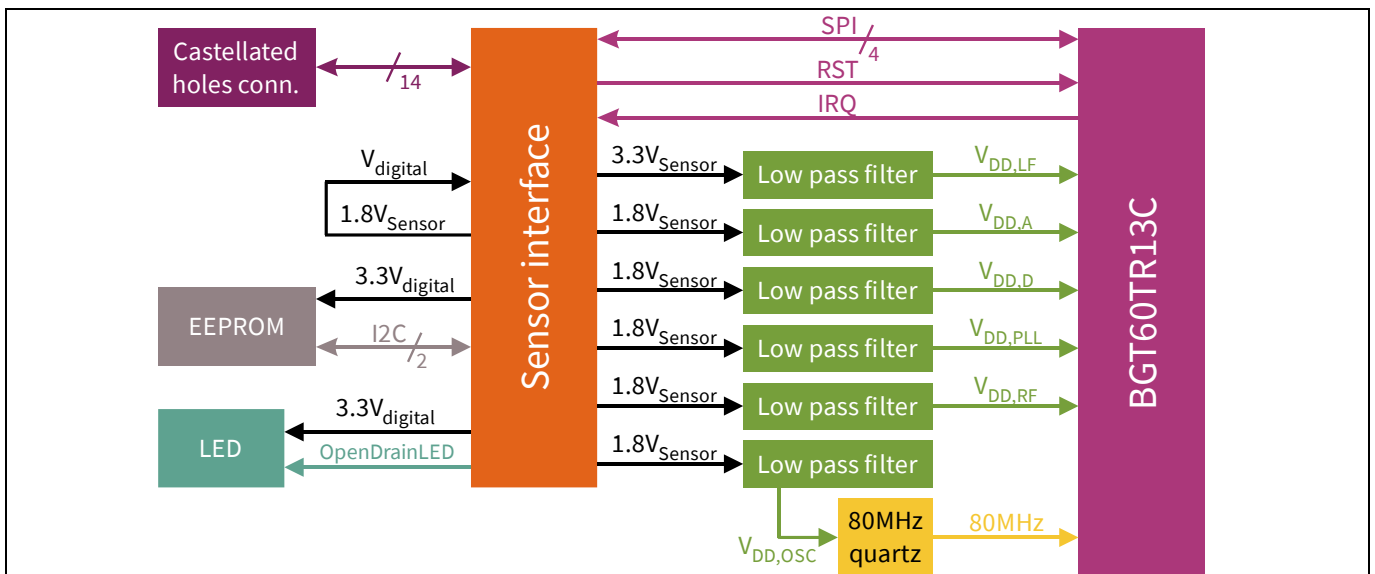 Castellated
holes conn.
14
Sensor interface
SPI
4
RST
IRQ
BGT60TR13C
Vdigital
1.8VSensor
3.3Vdigital
EEPROM
I2C
2
3.3Vdigital
LED
OpenDrainLED
3.3VSensor
Low pass filter
VDD,LF
1.8VSensor
Low pass filter
VDD,A
1.8VSensor
Low pass filter
VDD,D
1.8VSensor
Low pass filter
VDD,PLL
1.8VSensor
Low pass filter
VDD,RF
1.8VSensor
Low pass filter
VDD,OSC
80MHz
quartz
80MHz